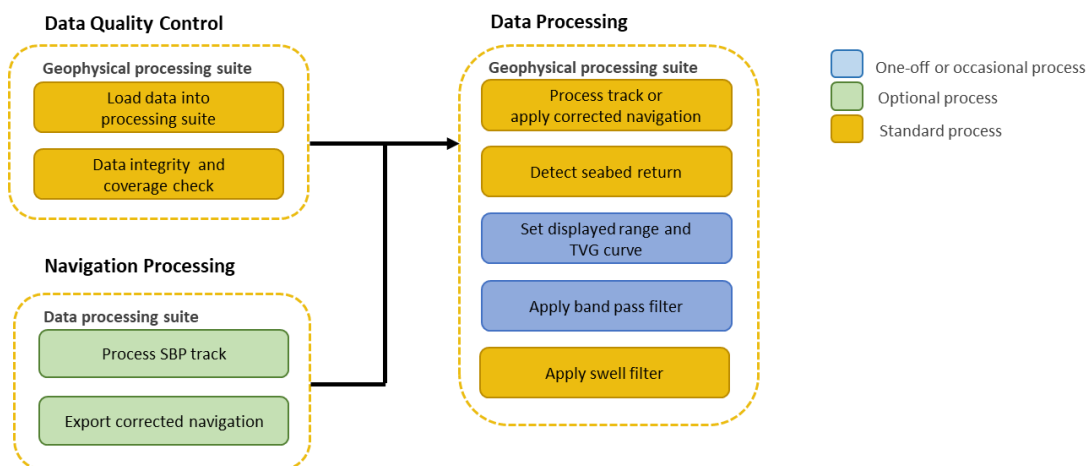 Data Quality Control
Geophysical processing suite
Load data into
processing suite
Data integrity and
coverage check
Navigation Processing
Data processing suite
Process SBP track
Export corrected navigation
Data Processing
Geophysical processing suite
Process track or
apply corrected navigation
Detect seabed return
Set displayed range and
TVG curve
Apply band pass filter
Apply swell filter
One-off or occasional process
Optional process
Standard process